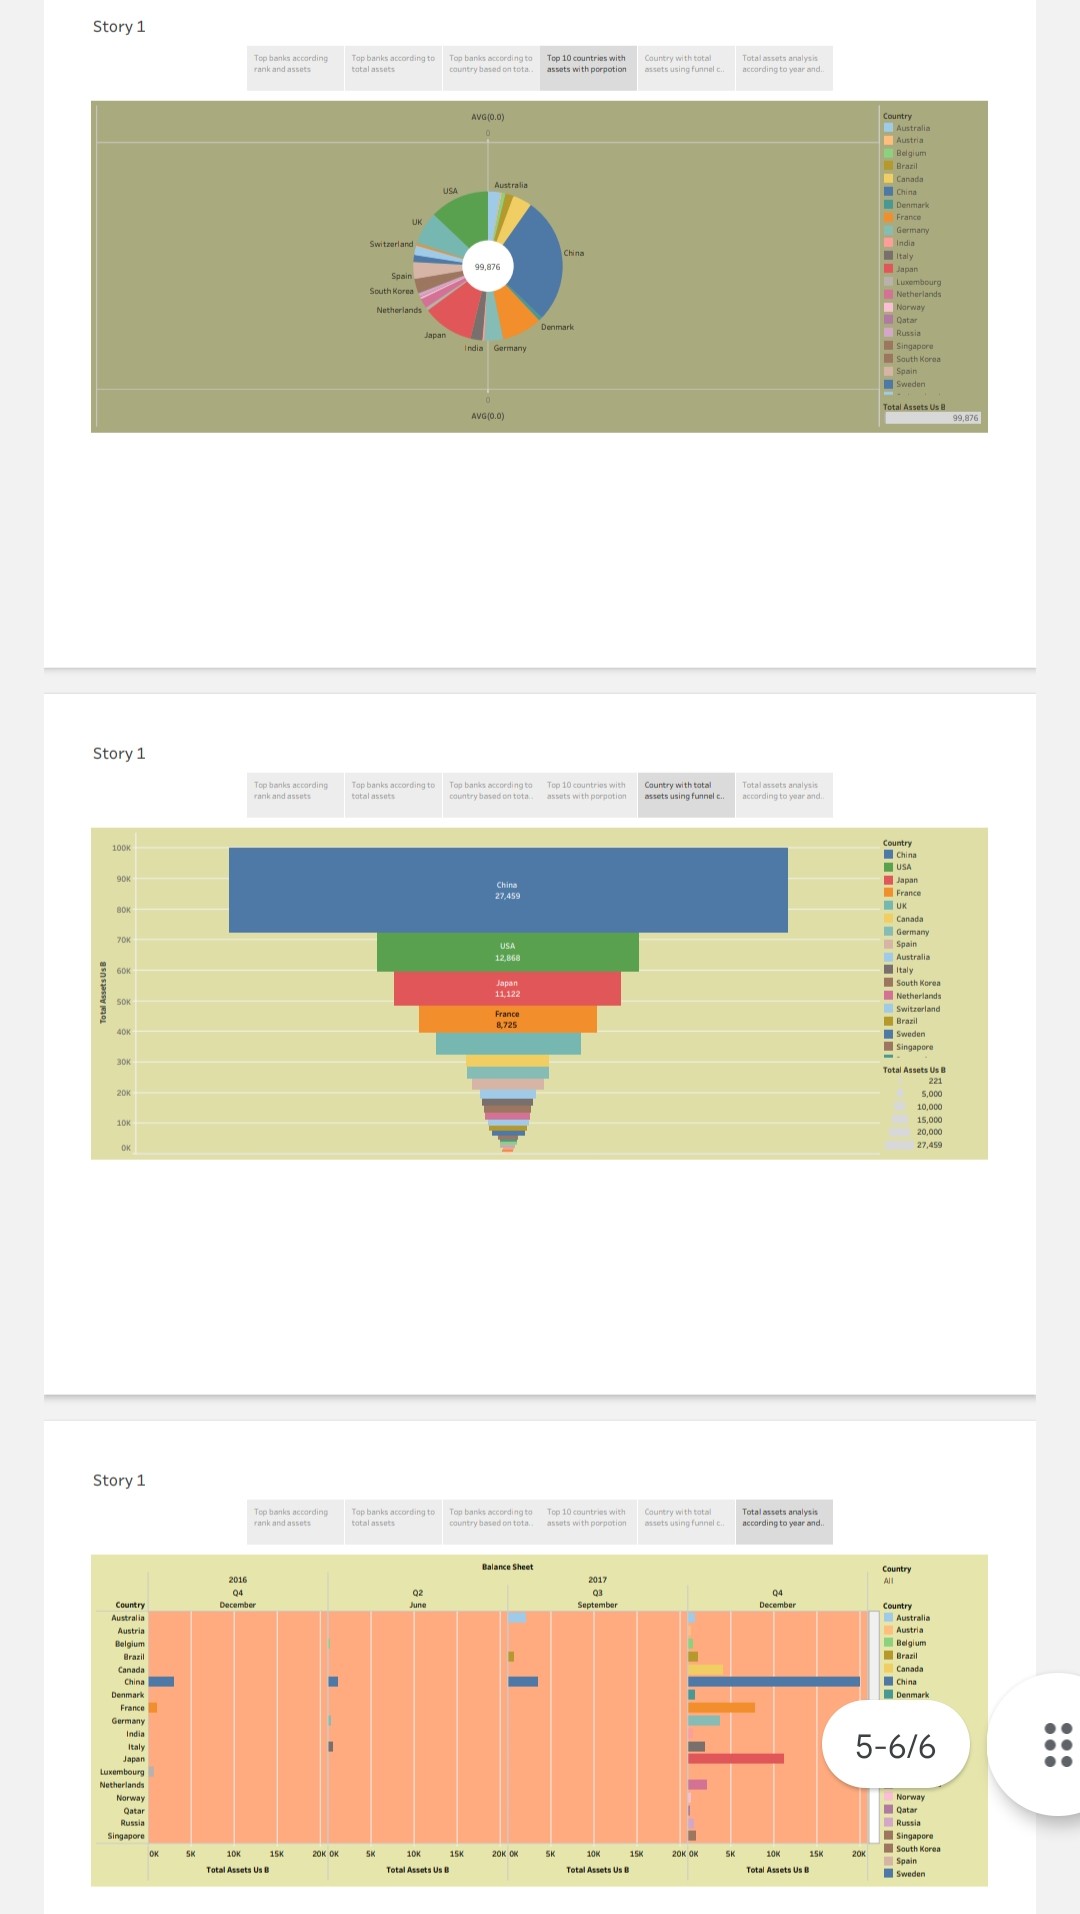 Story 1
Top banks according rank and assets
Top banks according to total assets
Top banks according to country based on tota..
Top 10 countries with assets with porpotion
Country with total assets using funnel c..
Total assets analysis according to year and..
AVG(0.0)
0
USA
Australia
UK
Switzerland
China
Spain
South Korea
Netherlands
Denmark
Japan
India
Germany
99,876
0
AVG(0.0)
Country
Australia
Austria
Belgium
Brazil
Canada
China
Denmark
France
Germany
India
Italy
Japan
Luxembourg
Netherlands
Norway
Qatar
Russia
Singapore
South Korea
Spain
Sweden
Total Assets Us B
99,876
Story 1
Top banks according rank and assets
Top banks according to total assets
Top banks according to country based on tota..
Top 10 countries with assets with porpotion
Country with total assets using funnel c..
Total assets analysis according to year and..
Total Assets Us B
100K
90K
80K
70K
60K
50K
40K
30K
20K
10K
0K
China
27,459
USA
12,868
Japan
11,122
France
8,725
Country
China
USA
Japan
France
UK
Canada
Germany
Spain
Australia
Italy
South Korea
Netherlands
Switzerland
Brazil
Sweden
Singapore
Total Assets Us B
221
5,000
10,000
15,000
20,000
27,459
Story 1
Top banks according rank and assets
Top banks according to total assets
Top banks according to country based on tota..
Top 10 countries with assets with porpotion
Country with total assets using funnel c..
Total assets analysis according to year and..
Balance Sheet
2016 2017
Q4 Q2 Q3 Q4
Country December June September December
Australia
Austria
Belgium
Brazil
Canada
China
Denmark
France
Germany
India
Italy
Japan
Luxembourg
Netherlands
Norway
Qatar
Russia
Singapore
0K 5K 10K 15K 20K 0K 5K 10K 15K 20K 0K 5K 10K 15K 20K 0K 5K 10K 15K 20K
Total Assets Us B Total Assets Us B Total Assets Us B Total Assets Us B
Country
All
Country
Australia
Austria
Belgium
Brazil
Canada
China
Denmark
5-6/6
Norway
Qatar
Russia
Singapore
South Korea
Spain
Sweden